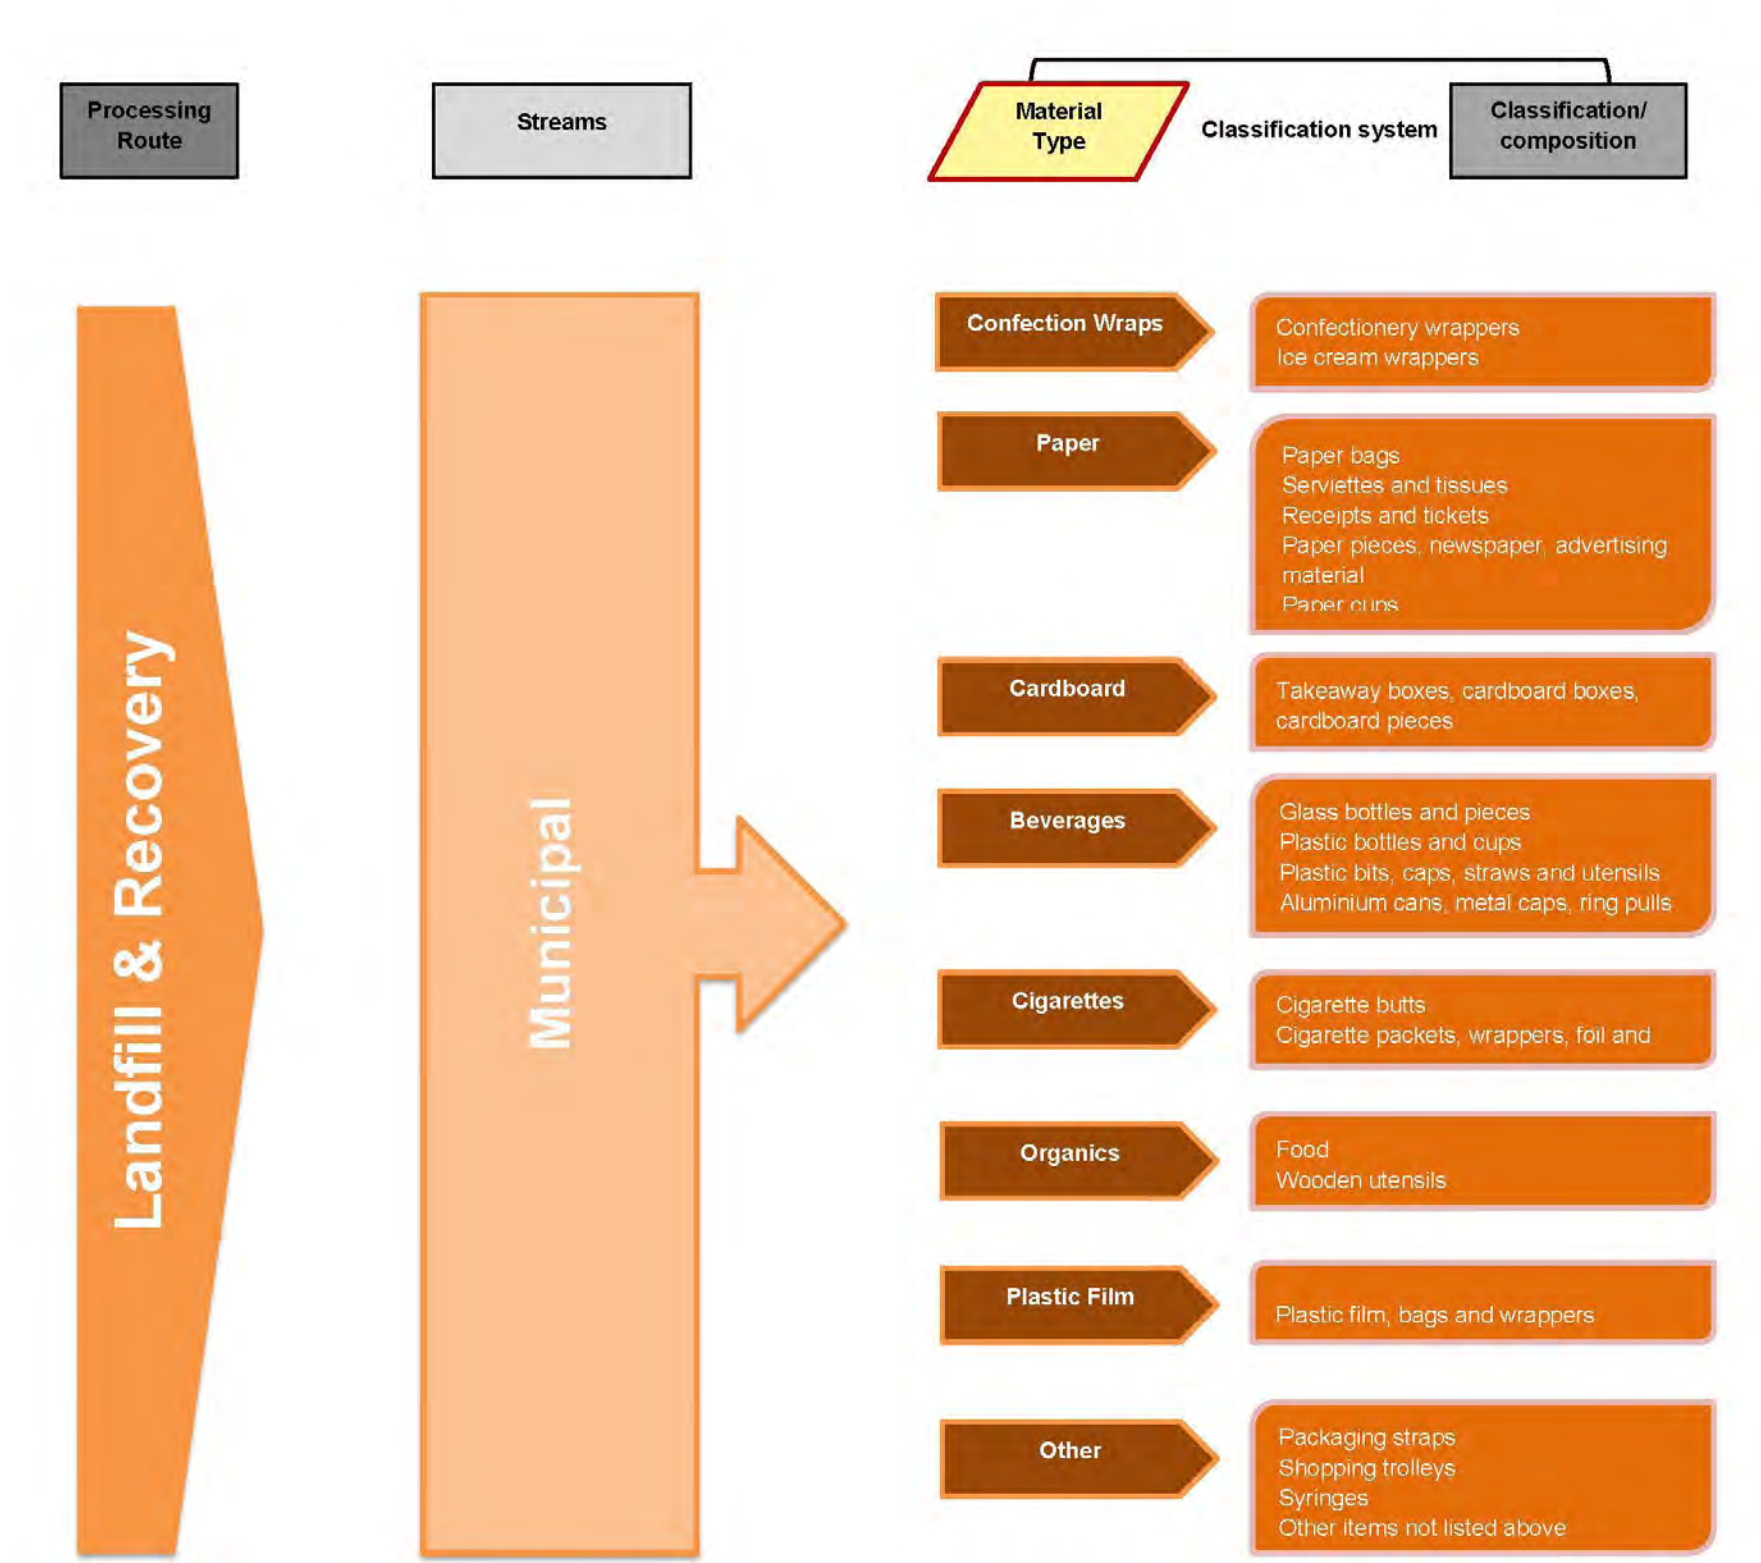 Processing
Route
Streams
Material
Type
Classification system
Classification/
composition
Landfill & Recovery
Municipal
Confection Wraps
Confectionery wrappers
Ice cream wrappers
Paper
Paper bags
Serviettes and tissues
Receipts and tickets
Paper pieces, newspaper, advertising
material
Paper cups
Cardboard
Takeaway boxes, cardboard boxes,
cardboard pieces
Beverages
Glass bottles and pieces
Plastic bottles and cups
Plastic bits, caps, straws and utensils
Aluminium cans, metal caps, ring pulls
Cigarettes
Cigarette butts
Cigarette packets, wrappers, foil and
Organics
Food
Wooden utensils
Plastic Film
Plastic film, bags and wrappers
Other
Packaging straps
Shopping trolleys
Syringes
Other items not listed above